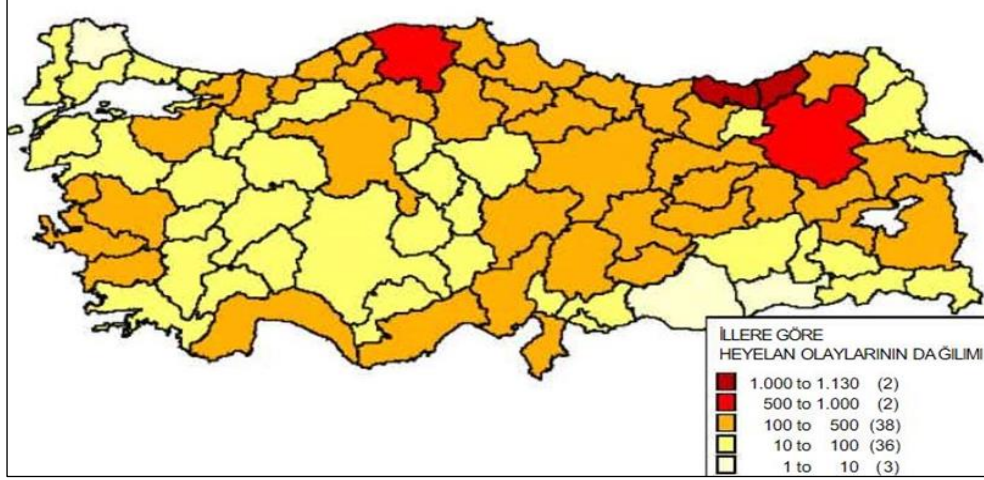 İLLERE GÖRE
HEYELAN OLAYLARININ DAĞILIMI
1.000 to 1.130 (2)
500 to 1.000 (2)
100 to 500 (38)
10 to 100 (36)
1 to 10 (3)